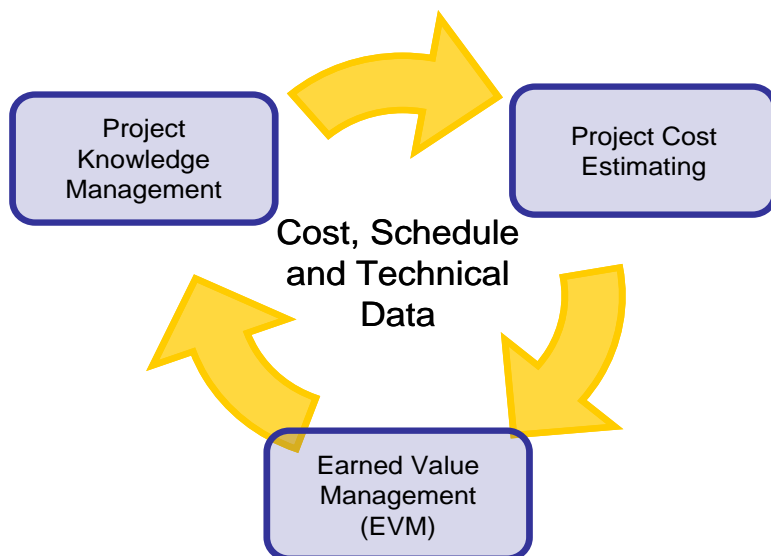 Project
Knowledge
Management
Project Cost
Estimating
Cost, Schedule
and Technical
Data
Earned Value
Management
(EVM)